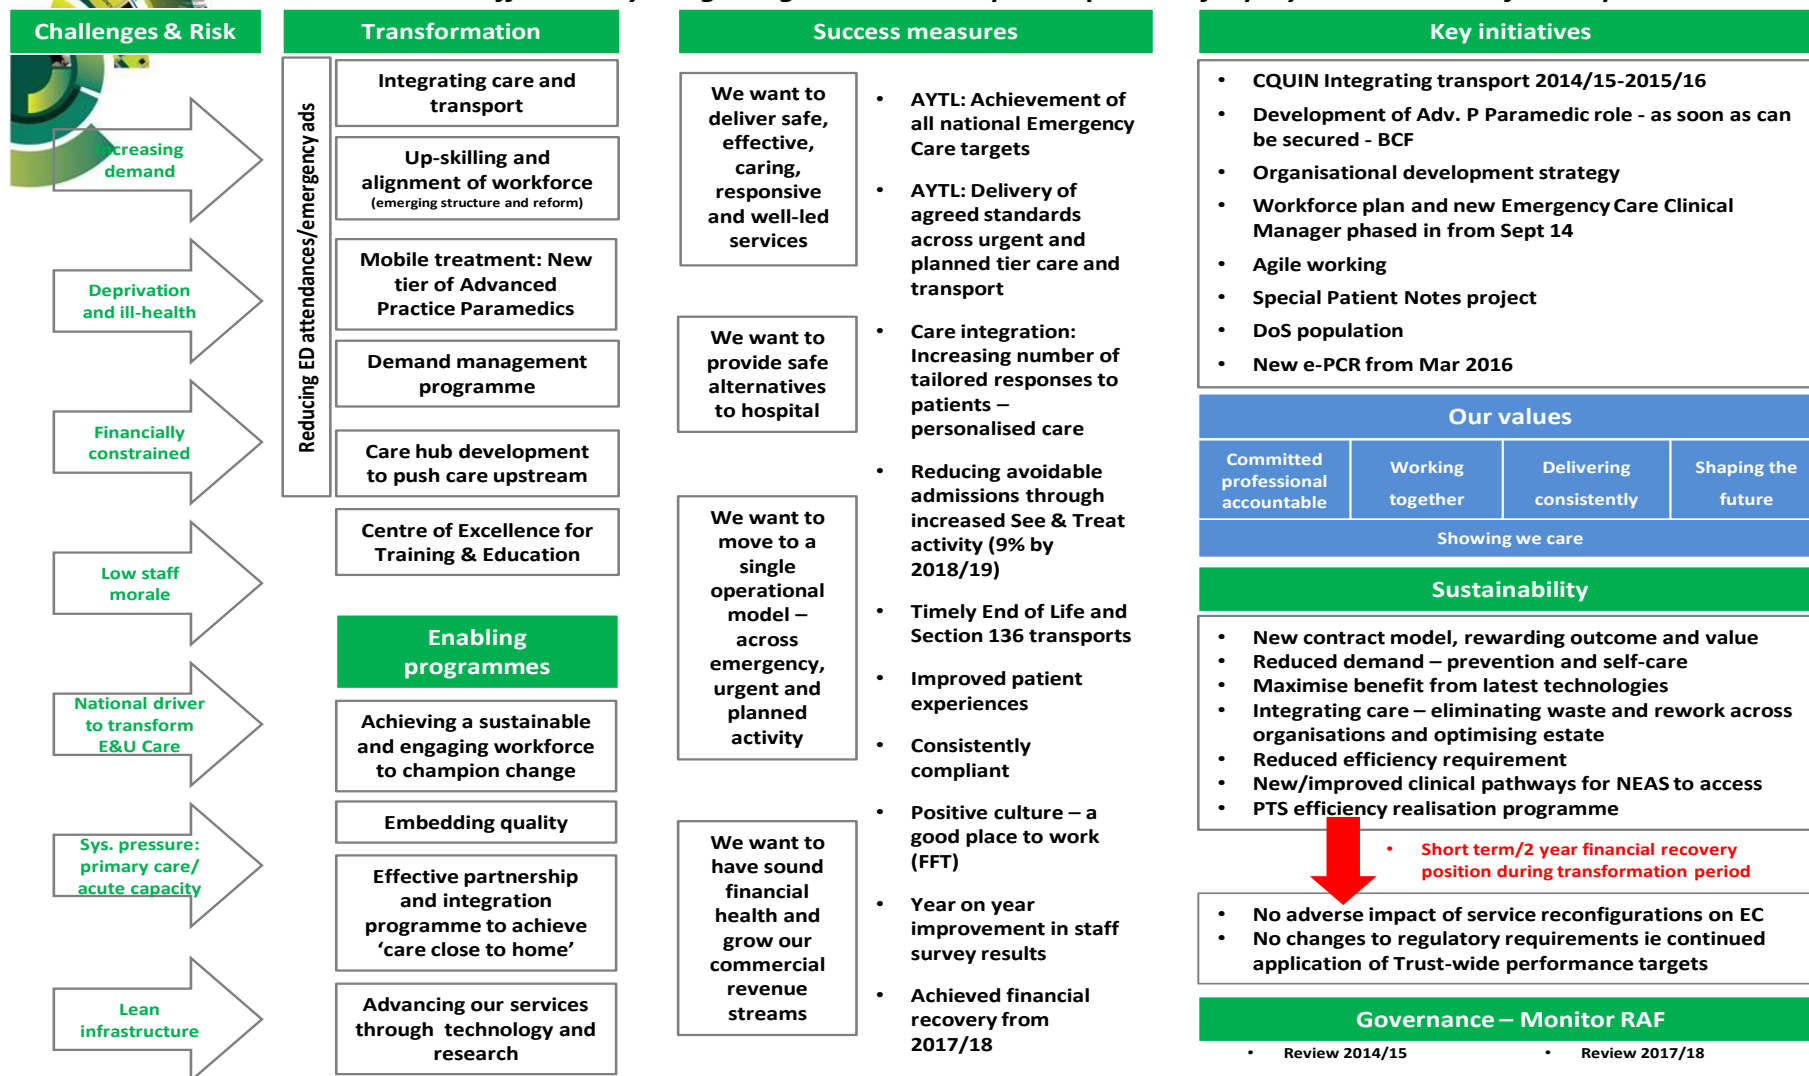 Challenges & Risk
Increasing
demand
Deprivation
and ill-health
Financially
constrained
Low staff
morale
National driver
to transform
E&U Care
Sys. pressure:
primary care/
acute capacity
Lean
infrastructure
Transformation
Reducing ED attendances/emergency ads
Integrating care and
transport
Up-skilling and
alignment of workforce
(emerging structure and reform)
Mobile treatment: New
tier of Advanced
Practice Paramedics
Demand management
programme
Care hub development
to push care upstream
Centre of Excellence for
Training & Education
Enabling
programmes
Achieving a sustainable
and engaging workforce
to champion change
Embedding quality
Effective partnership
and integration
programme to achieve
‘care close to home’
Advancing our services
through technology and
research
Success measures
We want to
deliver safe,
effective,
caring,
responsive
and well-led
services
We want to
provide safe
alternatives
to hospital
We want to
move to a
single
operational
model –
across
emergency,
urgent and
planned
activity
We want to
have sound
financial
health and
grow our
commercial
revenue
streams
• AYTL: Achievement of
all national Emergency
Care targets
• AYTL: Delivery of
agreed standards
across urgent and
planned tier care and
transport
• Care integration:
Increasing number of
tailored responses to
patients –
personalised care
• Reducing avoidable
admissions through
increased See & Treat
activity (9% by
2018/19)
• Timely End of Life and
Section 136 transports
• Improved patient
experiences
• Consistently
compliant
• Positive culture – a
good place to work
(FFT)
• Year on year
improvement in staff
survey results
• Achieved financial
recovery from
2017/18
Key initiatives
• CQUIN Integrating transport 2014/15-2015/16
• Development of Adv. P Paramedic role - as soon as can
be secured - BCF
• Organisational development strategy
• Workforce plan and new Emergency Care Clinical
Manager phased in from Sept 14
• Agile working
• Special Patient Notes project
• DoS population
• New e-PCR from Mar 2016
Our values
Committed
professional
accountable
Working
together
Delivering
consistently
Shaping the
future
Showing we care
Sustainability
• New contract model, rewarding outcome and value
• Reduced demand – prevention and self-care
• Maximise benefit from latest technologies
• Integrating care – eliminating waste and rework across
organisations and optimising estate
• Reduced efficiency requirement
• New/improved clinical pathways for NEAS to access
• PTS efficiency realisation programme
• Short term/2 year financial recovery
position during transformation period
• No adverse impact of service reconfigurations on EC
• No changes to regulatory requirements ie continued
application of Trust-wide performance targets
Governance – Monitor RAF
• Review 2014/15
• Review 2017/18